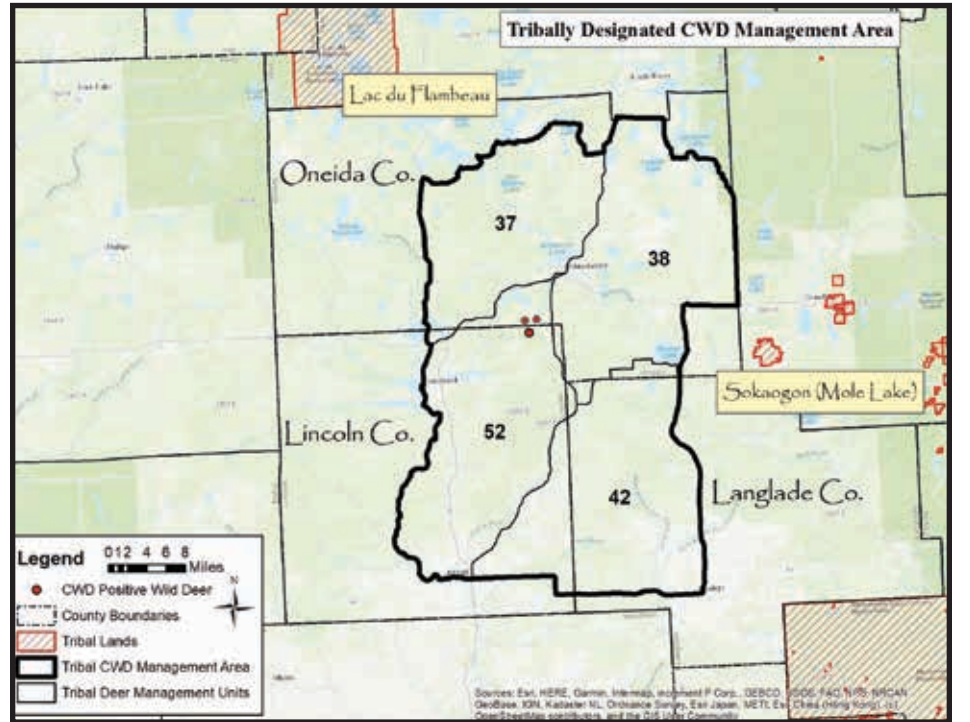 Tribally Designated CWD Management Area
Lac du Flambeau
Oneida Co.
37
38
Sokaogon (Mole Lake)
Lincoln Co.
52
42
Langlade Co.
Legend
0 1 2 4 6 8
Miles
N
CWD Positive Wild Deer
County Boundaries
Tribal Lands
Tribal CWD Management Area
Tribal Deer Management Units
Sources: Esri, HERE, Garmin, Intermap, increment P Corp., GEBCO, USGS, FAO, NPS, NRCAN,
GeoBase, IGN, Kadaster NL, Ordnance Survey, Esri Japan, METI, Esri China (Hong Kong), (c)
OpenStreetMap contributors, and the GIS User Community